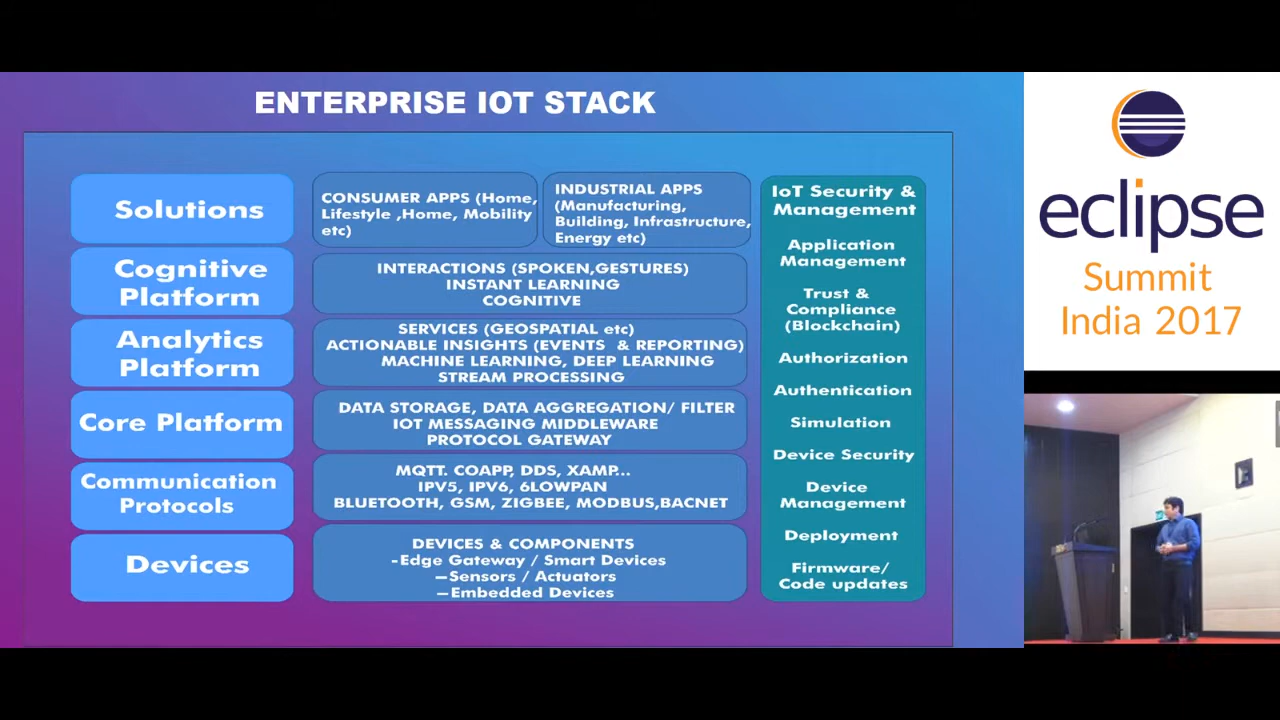 ENTERPRISE IOT STACK
Solutions
CONSUMER APPS (Home,
Lifestyle ,Home, Mobility
etc)
INDUSTRIAL APPS
(Manufacturing,
Building, Infrastructure,
Energy etc)
Cognitive
Platform
INTERACTIONS (SPOKEN,GESTURES)
INSTANT LEARNING
COGNITIVE
Analytics
Platform
SERVICES (GEOSPATIAL etc)
ACTIONABLE INSIGHTS (EVENTS & REPORTING)
MACHINE LEARNING, DEEP LEARNING
STREAM PROCESSING
Core Platform
DATA STORAGE, DATA AGGREGATION/ FILTER
IOT MESSAGING MIDDLEWARE
PROTOCOL GATEWAY
Communication
Protocols
MQTT. COAPP, DDS, XAMP...
IPV5, IPV6, 6LOWPAN
BLUETOOTH, GSM, ZIGBEE, MODBUS,BACNET
Devices
DEVICES & COMPONENTS
-Edge Gateway / Smart Devices
—Sensors / Actuators
—Embedded Devices
IoT Security &
Management
Application
Management
Trust &
Compliance
(Blockchain)
Authorization
Authentication
Simulation
Device Security
Device
Management
Deployment
Firmware/
Code updates
eclipse
Summit
India 2017